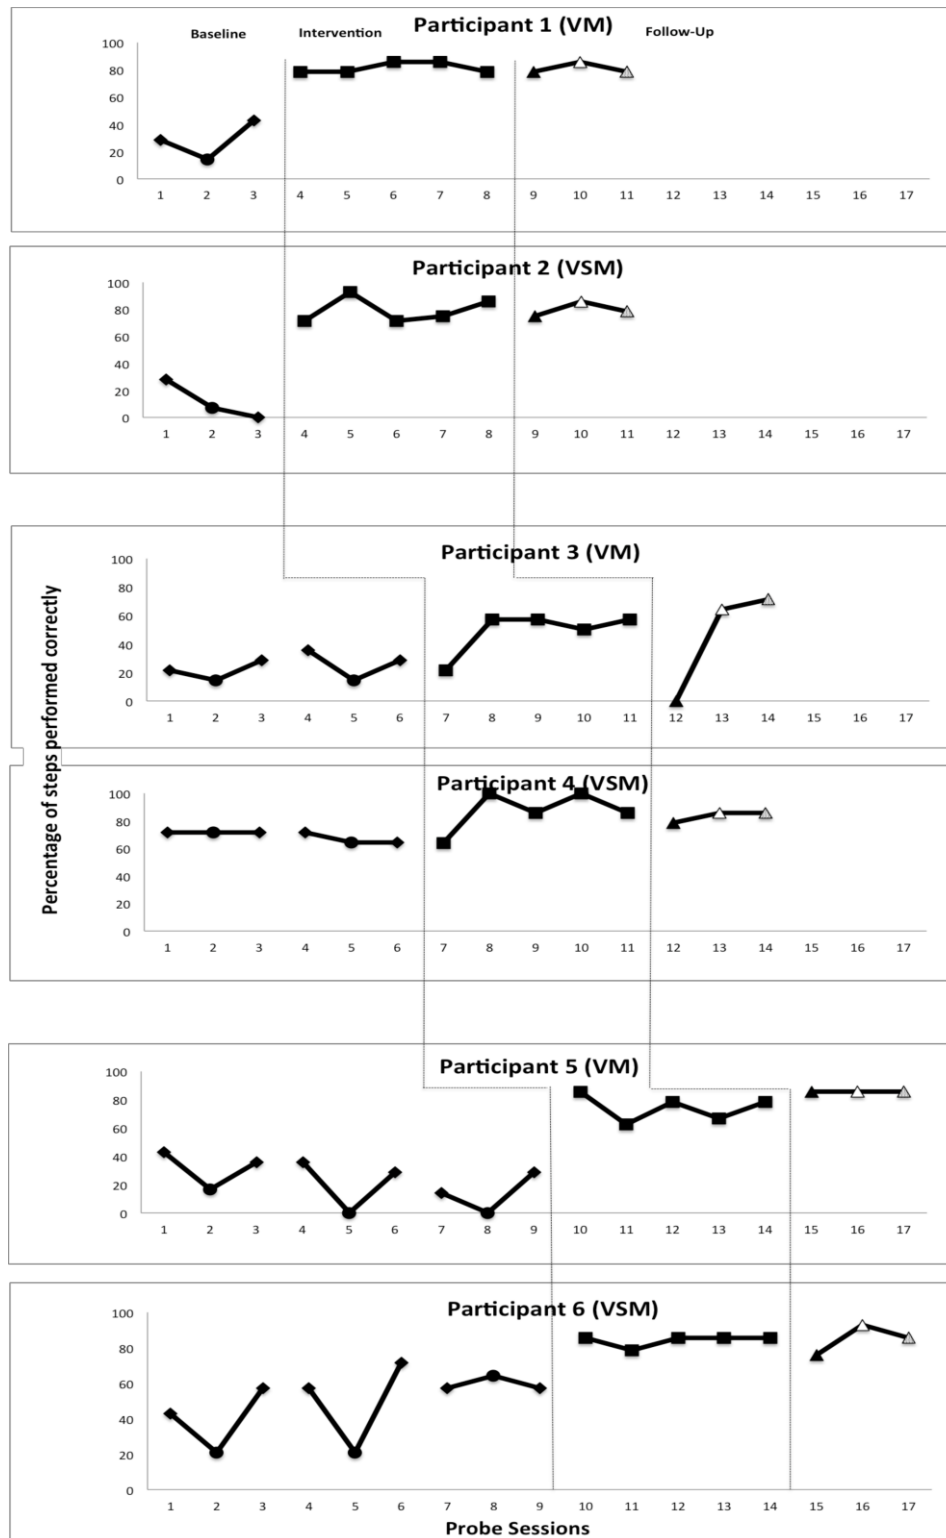 Participant 1 (VM)
Baseline Intervention Follow-Up
100
80
60
40
20
0
1 2 3 4 5 6 7 8 9 10 11 12 13 14 15 16 17
Participant 2 (VSM)
100
80
60
40
20
0
1 2 3 4 5 6 7 8 9 10 11 12 13 14 15 16 17
Percentage of steps performed correctly
Participant 3 (VM)
100
80
60
40
20
0
1 2 3 4 5 6 7 8 9 10 11 12 13 14 15 16 17
Participant 4 (VSM)
100
80
60
40
20
0
1 2 3 4 5 6 7 8 9 10 11 12 13 14 15 16 17
Participant 5 (VM)
100
80
60
40
20
0
1 2 3 4 5 6 7 8 9 10 11 12 13 14 15 16 17
Participant 6 (VSM)
100
80
60
40
20
0
1 2 3 4 5 6 7 8 9 10 11 12 13 14 15 16 17
Probe Sessions